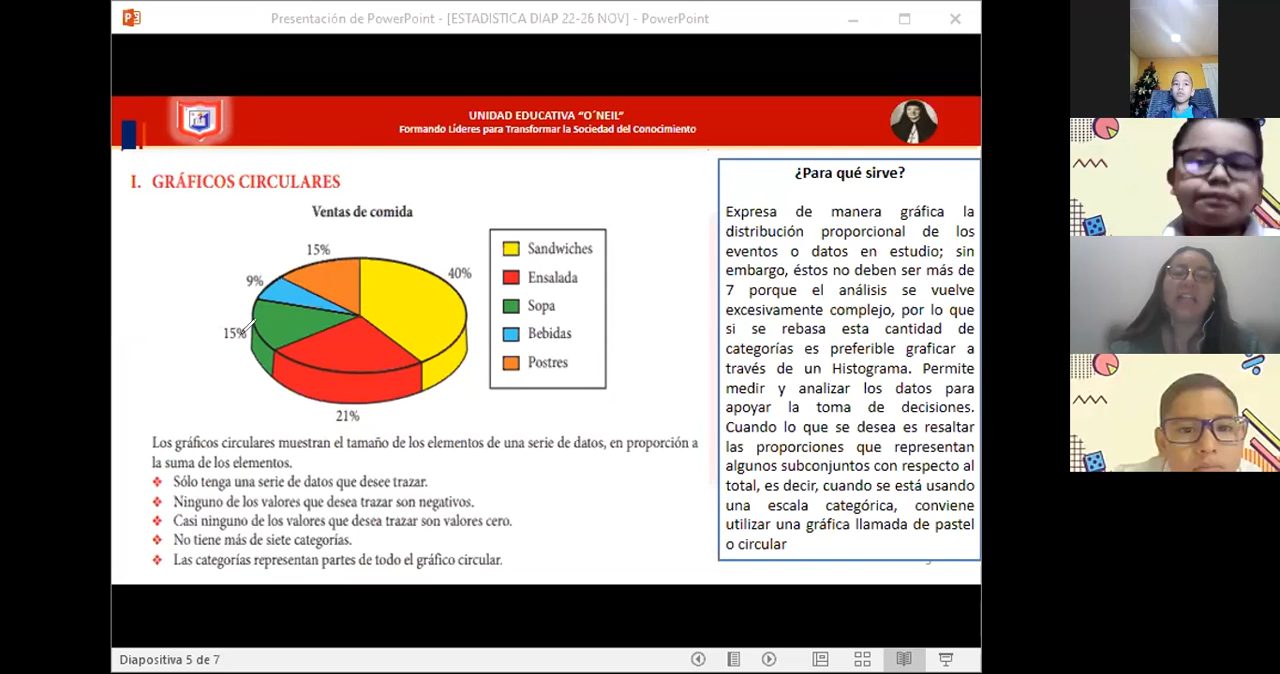 Presentación de PowerPoint - [ESTADISTICA DIAP 22-26 NOV] - PowerPoint
UNIDAD EDUCATIVA “O´NEIL”
Formando Líderes para Transformar la Sociedad del Conocimiento
I. GRÁFICOS CIRCULARES
Ventas de comida
15%
40%
9%
15%
21%
Sandwiches
Ensalada
Sopa
Bebidas
Postres
Los gráficos circulares muestran el tamaño de los elementos de una serie de datos, en proporción a
la suma de los elementos.
Sólo tenga una serie de datos que desee trazar.
Ninguno de los valores que desea trazar son negativos.
Casi ninguno de los valores que desea trazar son valores cero.
No tiene más de siete categorías.
Las categorías representan partes de todo el gráfico circular.
¿Para qué sirve?
Expresa de manera gráfica la
distribución proporcional de los
eventos o datos en estudio; sin
embargo, éstos no deben ser más de
7 porque el análisis se vuelve
excesivamente complejo, por lo que
si se rebasa esta cantidad de
categorías es preferible graficar a
través de un Histograma. Permite
medir y analizar los datos para
apoyar la toma de decisiones.
Cuando lo que se desea es resaltar
las proporciones que representan
algunos subconjuntos con respecto al
total, es decir, cuando se está usando
una escala categórica, conviene
utilizar una gráfica llamada de pastel
o circular
Diapositiva 5 de 7